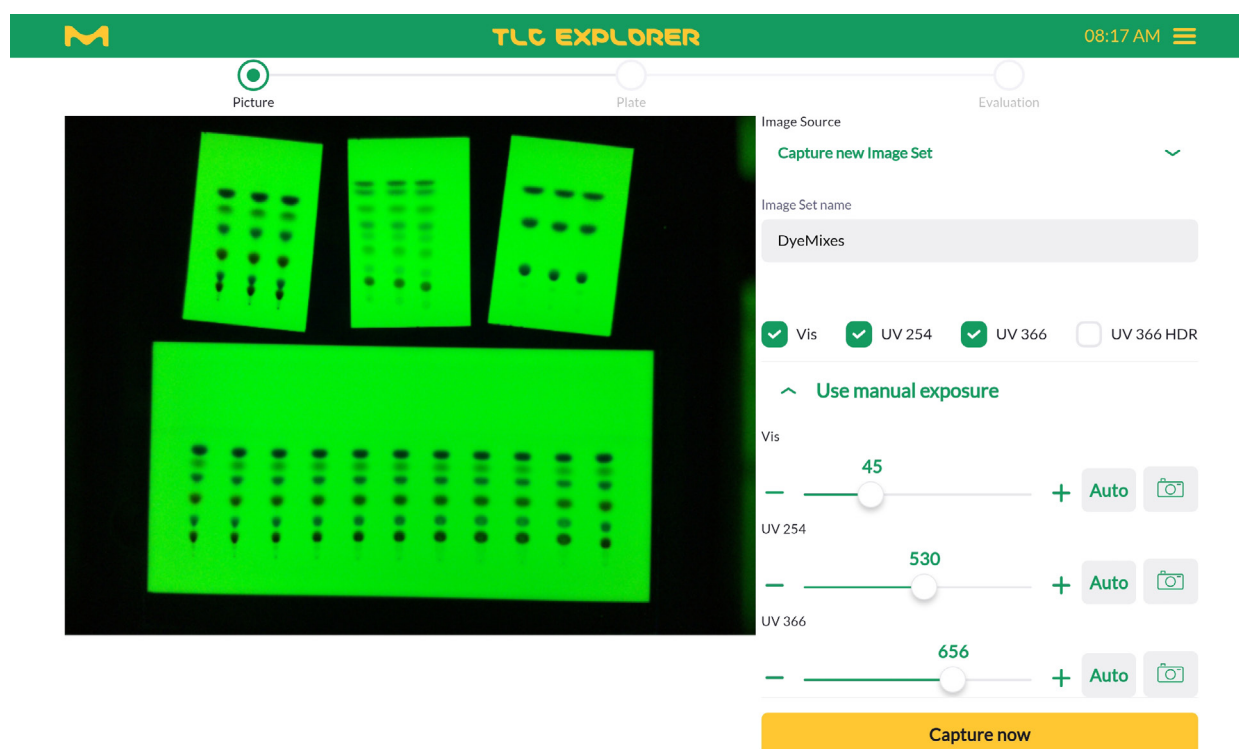 TLC EXPLORER
08:17 AM
Picture
Plate
Evaluation
Image Source
Capture new Image Set
Image Set name
DyeMixes
Vis
UV 254
UV 366
UV 366 HDR
Use manual exposure
Vis
45
Auto
UV 254
530
Auto
UV 366
656
Auto
Capture now